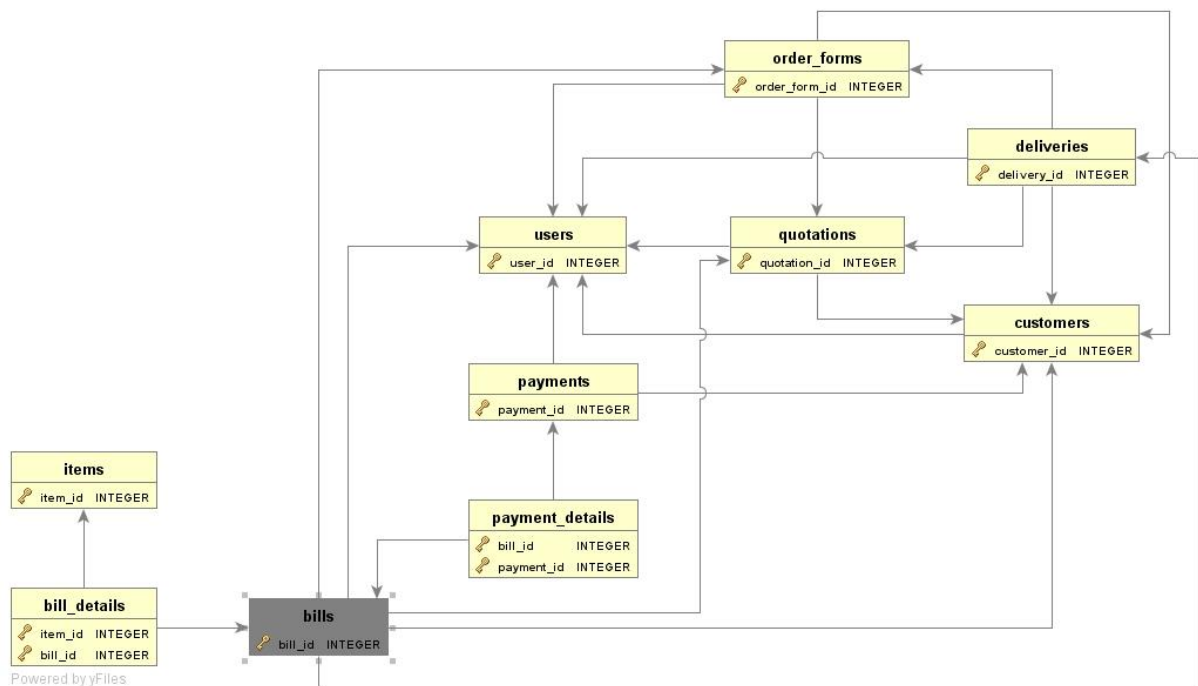 order_forms
order_form_id INTEGER
deliveries
delivery_id INTEGER
users
user_id INTEGER
quotations
quotation_id INTEGER
customers
customer_id INTEGER
payments
payment_id INTEGER
items
item_id INTEGER
payment_details
bill_id INTEGER
payment_id INTEGER
bill_details
item_id INTEGER
bill_id INTEGER
bills
bill_id INTEGER
Powered by yFiles